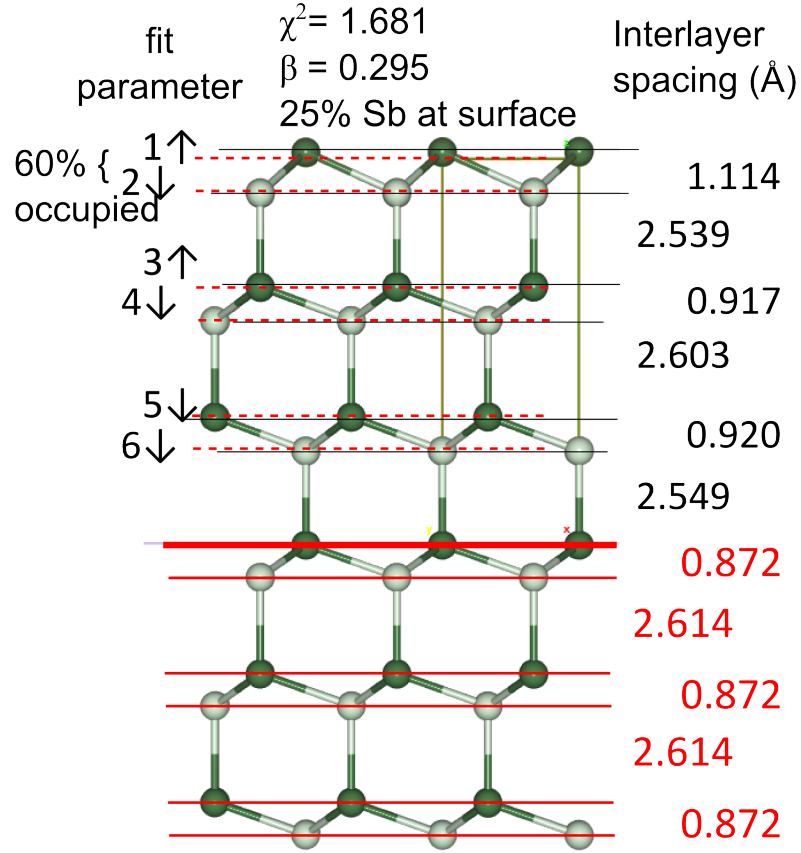 fit
parameter
χ²= 1.681
β = 0.295
25% Sb at surface
Interlayer
spacing (Å)
60% {
occupied
1↑
2↓
3↑
4↓
5↓
6↓
1.114
2.539
0.917
2.603
0.920
2.549
0.872
2.614
0.872
2.614
0.872
z
y
x